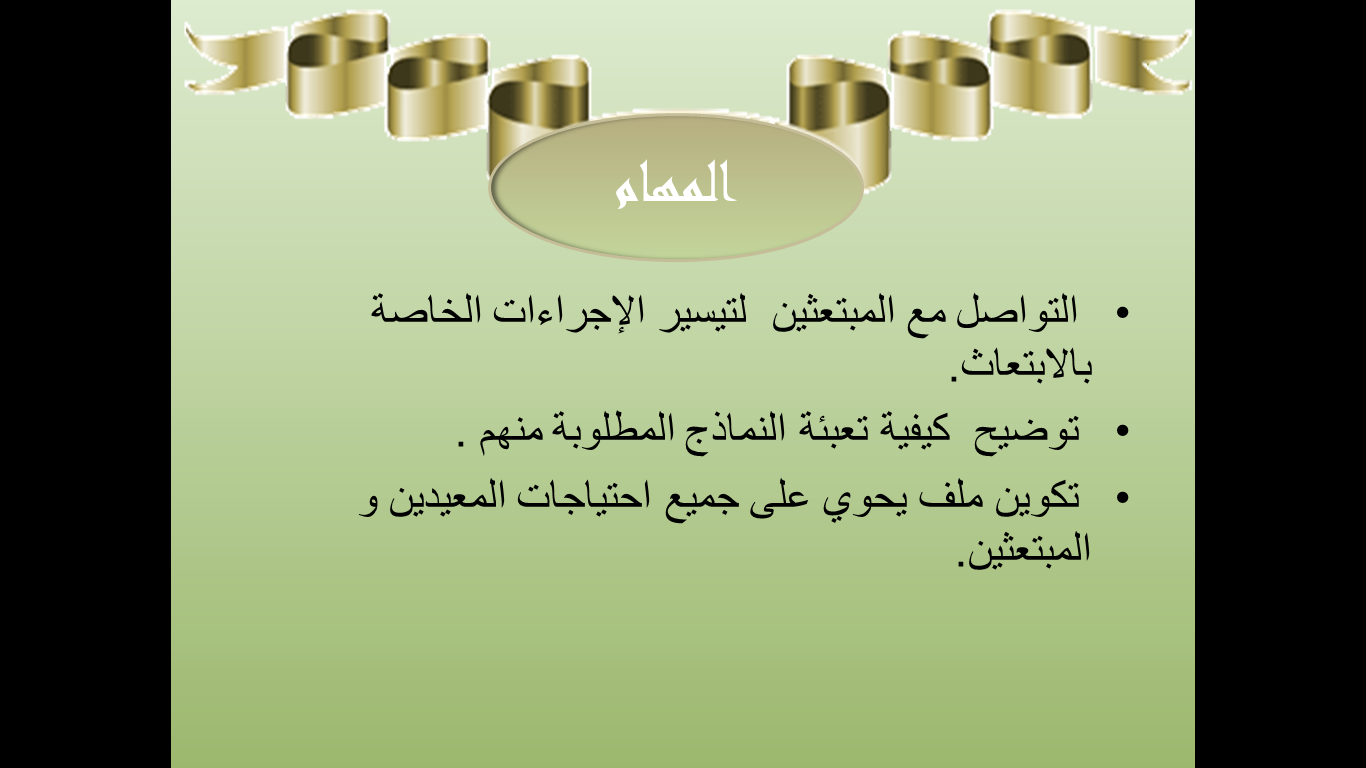 المهام
• التواصل مع المبتعثين لتيسير الإجراءات الخاصة
بالابتعاث.
• توضيح كيفية تعبئة النماذج المطلوبة منهم .
• تكوين ملف يحوي على جميع احتياجات المعيدين و
المبتعثين.